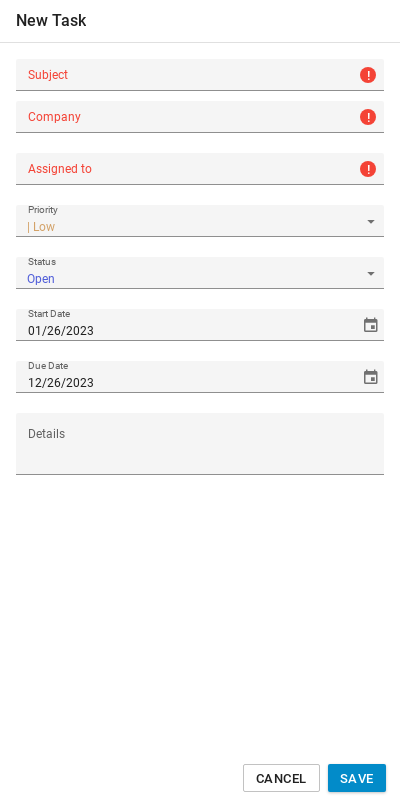 New Task
Subject
Company
Assigned to
Priority
| Low
Status
Open
Start Date
01/26/2023
Due Date
12/26/2023
Details
CANCEL SAVE